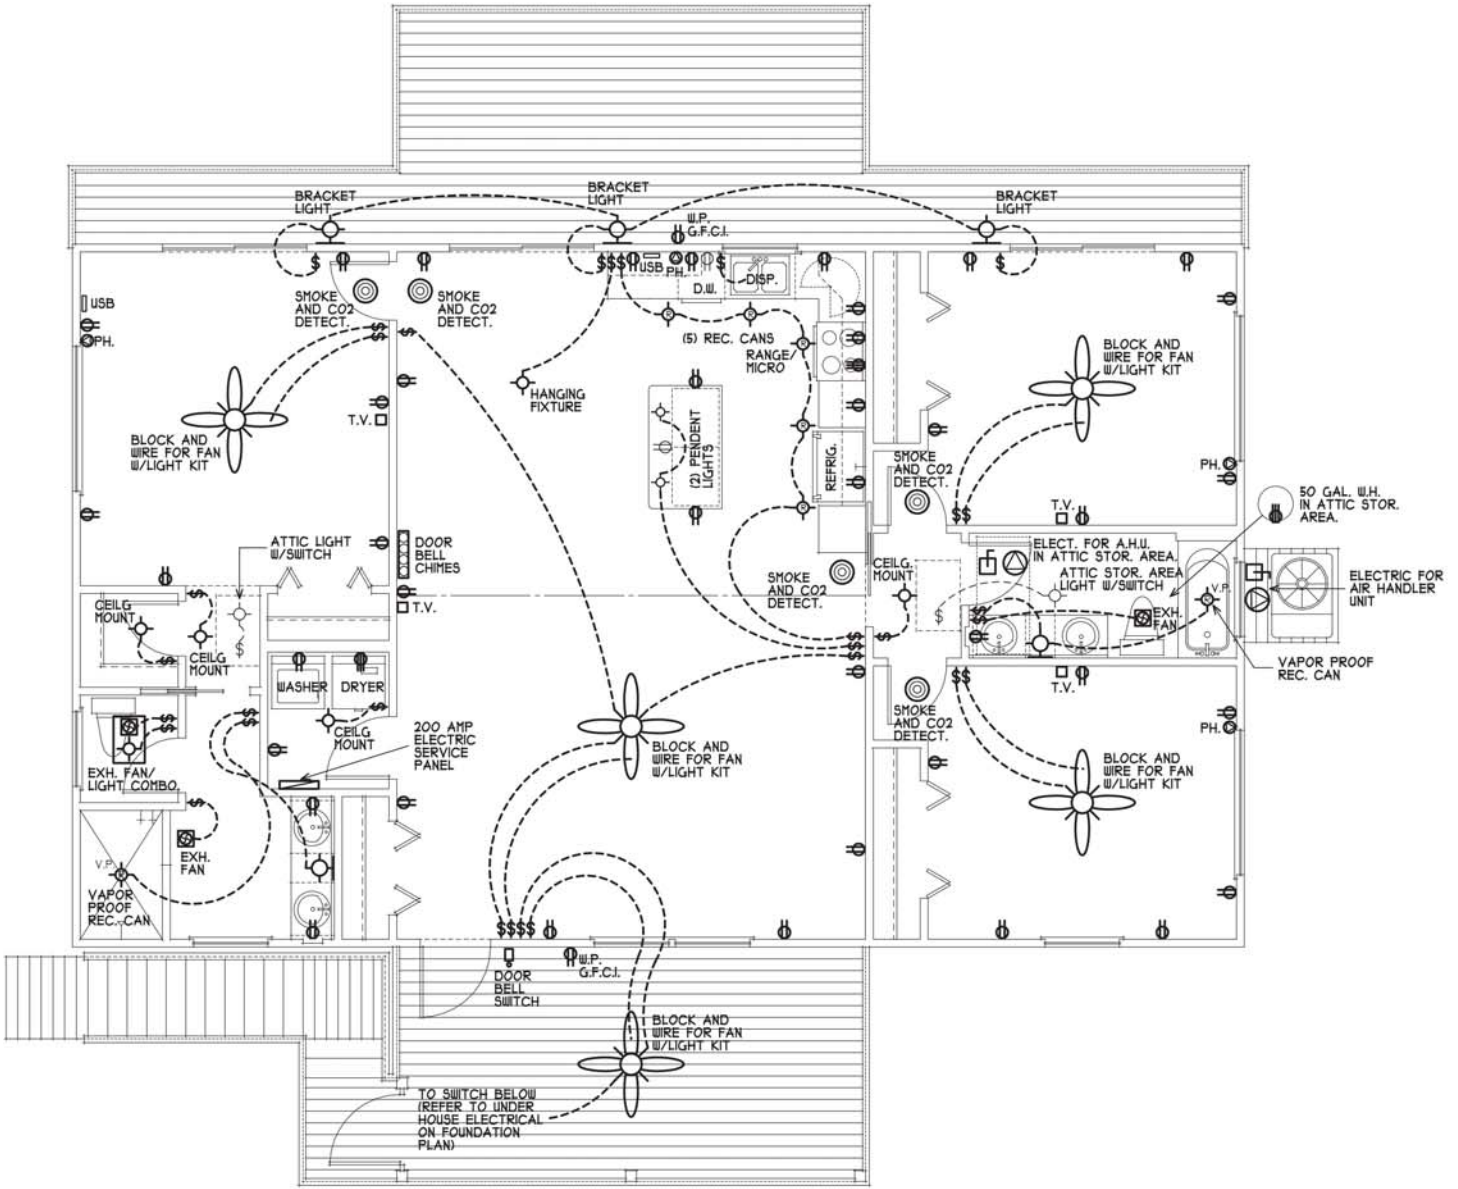 BRACKET
LIGHT
BRACKET
LIGHT
BRACKET
LIGHT
W.P.
G.F.C.I.
USB
PH.
D.W.
DISP.
SMOKE
AND CO2
DETECT.
SMOKE
AND CO2
DETECT.
USB
PH.
(5) REC. CANS
RANGE/
MICRO
HANGING
FIXTURE
BLOCK AND
WIRE FOR FAN
W/LIGHT KIT
T.V.
BLOCK AND
WIRE FOR FAN
W/LIGHT KIT
(2) PENDENT
LIGHTS
REFRIG.
SMOKE
AND CO2
DETECT.
PH.
T.V.
50 GAL. W.H.
IN ATTIC STOR.
AREA.
ATTIC LIGHT
W/SWITCH
DOOR
BELL
CHIMES
T.V.
SMOKE
AND CO2
DETECT.
CEILG.
MOUNT
ELECT. FOR A.H.U.
IN ATTIC STOR. AREA.
ATTIC STOR. AREA
LIGHT W/SWITCH
V.P.
EXH.
FAN
ELECTRIC FOR
AIR HANDLER
UNIT
VAPOR PROOF
REC. CAN
CEILG
MOUNT
CEILG
MOUNT
WASHER
DRYER
CEILG
MOUNT
200 AMP
ELECTRIC
SERVICE
PANEL
T.V.
SMOKE
AND CO2
DETECT.
PH.
BLOCK AND
WIRE FOR FAN
W/LIGHT KIT
BLOCK AND
WIRE FOR FAN
W/LIGHT KIT
EXH. FAN/
LIGHT COMBO.
EXH.
FAN
V.P.
VAPOR
PROOF
REC. CAN
DOOR
BELL
SWITCH
W.P.
G.F.C.I.
BLOCK AND
WIRE FOR FAN
W/LIGHT KIT
TO SWITCH BELOW
(REFER TO UNDER
HOUSE ELECTRICAL
ON FOUNDATION
PLAN)